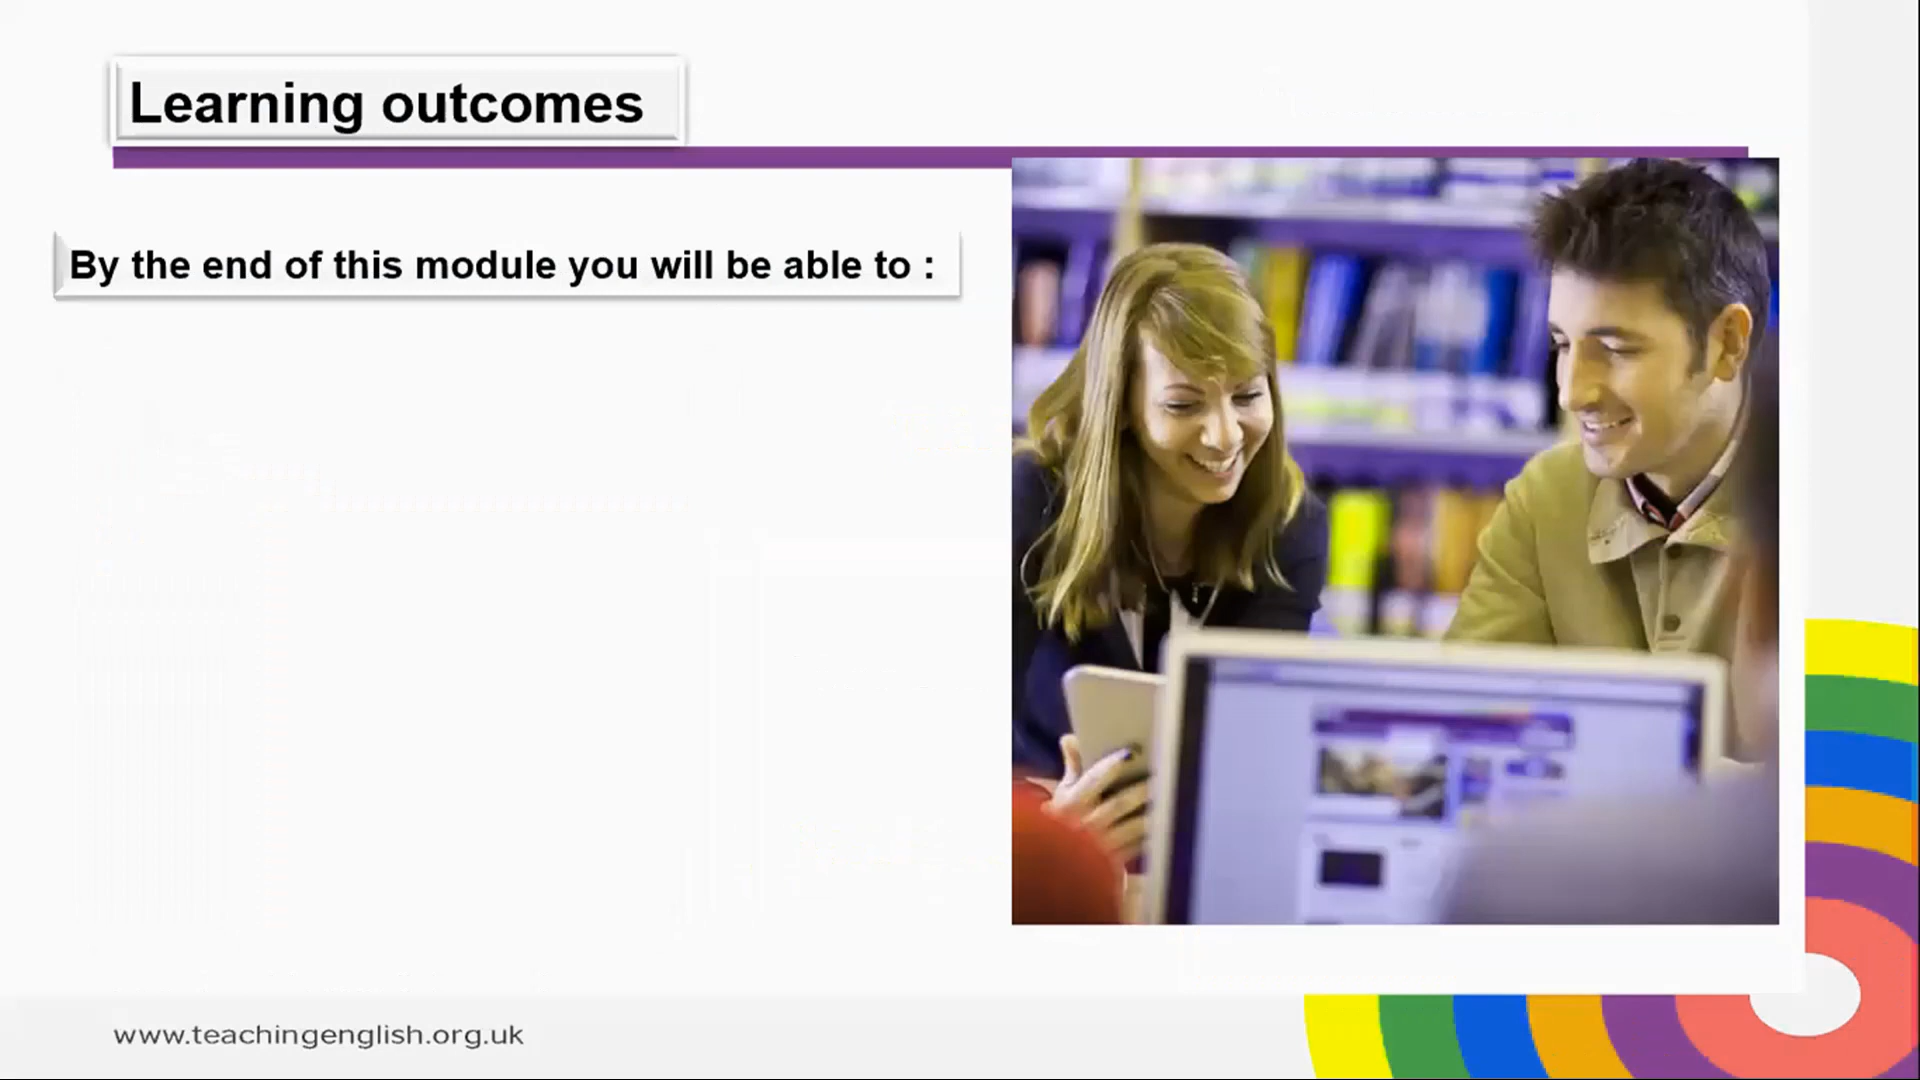 Learning outcomes
By the end of this module you will be able to :
www.teachingenglish.org.uk